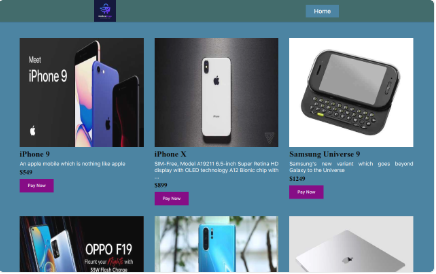 Home
Meet
iPhone 9
iPhone 9
An apple mobile which is nothing like apple
$549
Pay Now
iPhone X
SIM-Free, Model A19211 6.5-inch Super Retina HD
display with OLED technology A12 Bionic chip with
...
$899
Pay Now
Samsung Universe 9
Samsung's new variant which goes beyond
Galaxy to the Universe
$1249
Pay Now
OPPO F19
Flaunt your Nights with
33W Flash Charge